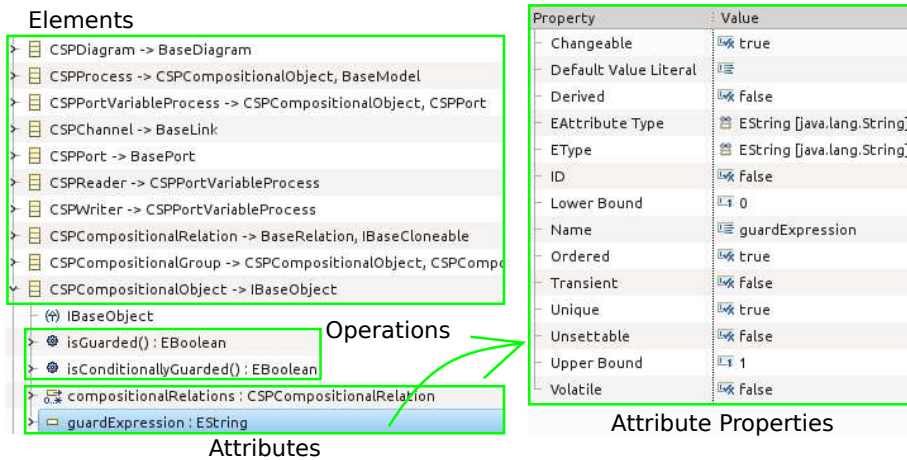 Elements
CSPDiagram -> BaseDiagram
CSPProcess -> CSPCompositionalObject, BaseModel
CSPPortVariableProcess -> CSPCompositionalObject, CSPPort
CSPChannel -> BaseLink
CSPPort -> BasePort
CSPReader -> CSPPortVariableProcess
CSPWriter -> CSPPortVariableProcess
CSPCompositionalRelation -> BaseRelation, IBaseCloneable
CSPCompositionalGroup -> CSPCompositionalObject, CSPCompo
CSPCompositionalObject -> IBaseObject
IBaseObject
isGuarded() : EBoolean
isConditionallyGuarded() : EBoolean
Operations
0..* compositionalRelations : CSPCompositionalRelation
guardExpression : EString
Attributes
Property Value
Changeable true
Default Value Literal
Derived false
EAttribute Type EString [java.lang.String]
EType EString [java.lang.String]
ID false
Lower Bound 0
Name guardExpression
Ordered true
Transient false
Unique true
Unsettable false
Upper Bound 1
Volatile false
Attribute Properties